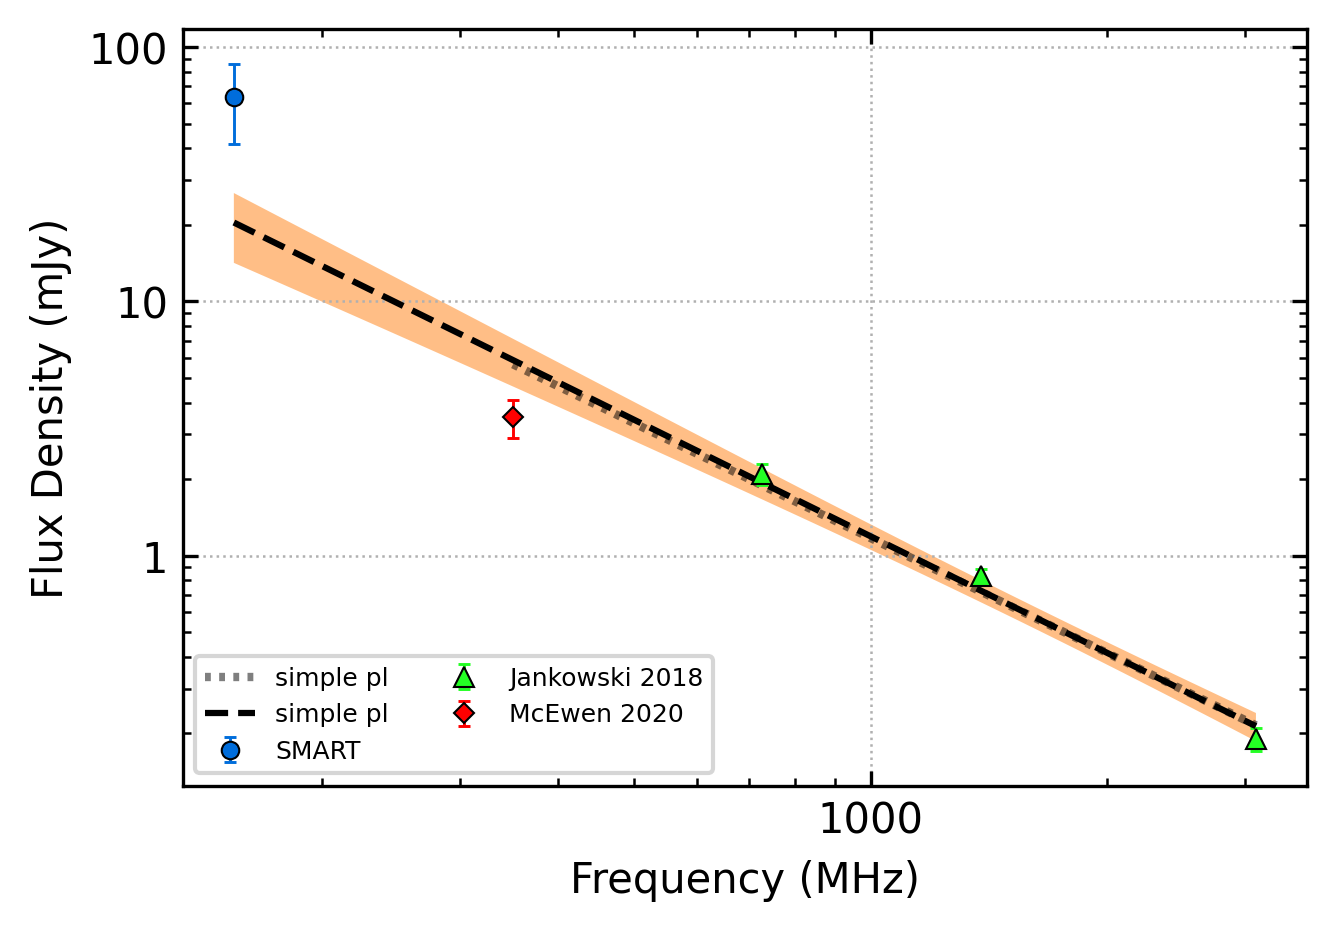 100
10
1
Flux Density (mJy)
simple pl
simple pl
SMART
Jankowski 2018
McEwen 2020
1000
Frequency (MHz)